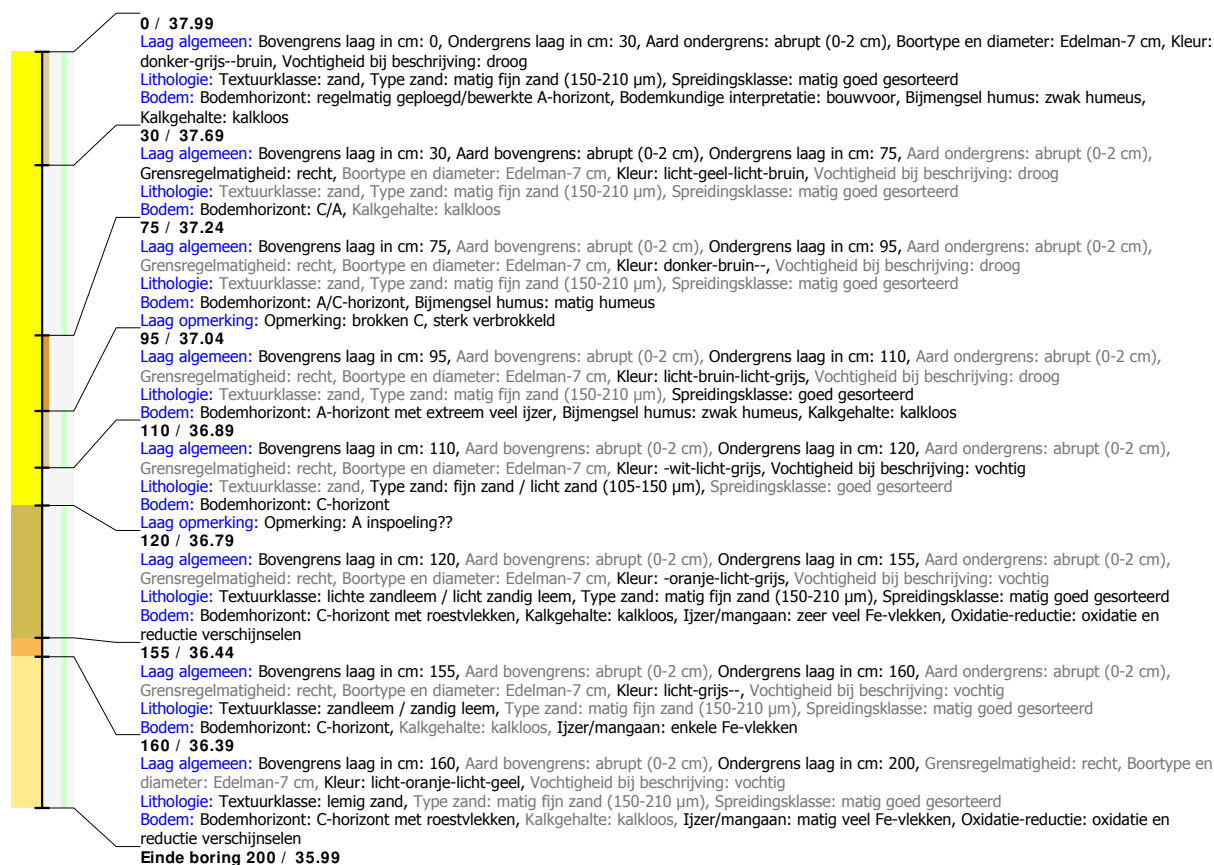 0 / 37.99
Laag algemeen: Bovengrens laag in cm: 0, Ondergrens laag in cm: 30, Aard ondergrens: abrupt (0-2 cm), Boortype en diameter: Edelman-7 cm, Kleur:
donker-grijs--bruin, Vochtigheid bij beschrijving: droog
Lithologie: Textuurklasse: zand, Type zand: matig fijn zand (150-210 µm), Spreidingsklasse: matig goed gesorteerd
Bodem: Bodemhorizont: regelmatig geploegd/bewerkte A-horizont, Bodemkundige interpretatie: bouwvoor, Bijmengsel humus: zwak humeus,
Kalkgehalte: kalkloos
30 / 37.69
Laag algemeen: Bovengrens laag in cm: 30, Aard bovengrens: abrupt (0-2 cm), Ondergrens laag in cm: 75, Aard ondergrens: abrupt (0-2 cm),
Grensregelmatigheid: recht, Boortype en diameter: Edelman-7 cm, Kleur: licht-geel-licht-bruin, Vochtigheid bij beschrijving: droog
Lithologie: Textuurklasse: zand, Type zand: matig fijn zand (150-210 µm), Spreidingsklasse: matig goed gesorteerd
Bodem: Bodemhorizont: C/A, Kalkgehalte: kalkloos
75 / 37.24
Laag algemeen: Bovengrens laag in cm: 75, Aard bovengrens: abrupt (0-2 cm), Ondergrens laag in cm: 95, Aard ondergrens: abrupt (0-2 cm),
Grensregelmatigheid: recht, Boortype en diameter: Edelman-7 cm, Kleur: donker-bruin--, Vochtigheid bij beschrijving: droog
Lithologie: Textuurklasse: zand, Type zand: matig fijn zand (150-210 µm), Spreidingsklasse: matig goed gesorteerd
Bodem: Bodemhorizont: A/C-horizont, Bijmengsel humus: matig humeus
Laag opmerking: Opmerking: brokken C, sterk verbrokkeld
95 / 37.04
Laag algemeen: Bovengrens laag in cm: 95, Aard bovengrens: abrupt (0-2 cm), Ondergrens laag in cm: 110, Aard ondergrens: abrupt (0-2 cm),
Grensregelmatigheid: recht, Boortype en diameter: Edelman-7 cm, Kleur: licht-bruin-licht-grijs, Vochtigheid bij beschrijving: droog
Lithologie: Textuurklasse: zand, Type zand: matig fijn zand (150-210 µm), Spreidingsklasse: goed gesorteerd
Bodem: Bodemhorizont: A-horizont met extreem veel ijzer, Bijmengsel humus: zwak humeus, Kalkgehalte: kalkloos
110 / 36.89
Laag algemeen: Bovengrens laag in cm: 110, Aard bovengrens: abrupt (0-2 cm), Ondergrens laag in cm: 120, Aard ondergrens: abrupt (0-2 cm),
Grensregelmatigheid: recht, Boortype en diameter: Edelman-7 cm, Kleur: -wit-licht-grijs, Vochtigheid bij beschrijving: vochtig
Lithologie: Textuurklasse: zand, Type zand: fijn zand / licht zand (105-150 µm), Spreidingsklasse: goed gesorteerd
Bodem: Bodemhorizont: C-horizont
Laag opmerking: Opmerking: A inspoeling??
120 / 36.79
Laag algemeen: Bovengrens laag in cm: 120, Aard bovengrens: abrupt (0-2 cm), Ondergrens laag in cm: 155, Aard ondergrens: abrupt (0-2 cm),
Grensregelmatigheid: recht, Boortype en diameter: Edelman-7 cm, Kleur: -oranje-licht-grijs, Vochtigheid bij beschrijving: vochtig
Lithologie: Textuurklasse: lichte zandleem / licht zandig leem, Type zand: matig fijn zand (150-210 µm), Spreidingsklasse: matig goed gesorteerd
Bodem: Bodemhorizont: C-horizont met roestvlekken, Kalkgehalte: kalkloos, Ijzer/mangaan: zeer veel Fe-vlekken, Oxidatie-reductie: oxidatie en
reductie verschijnselen
155 / 36.44
Laag algemeen: Bovengrens laag in cm: 155, Aard bovengrens: abrupt (0-2 cm), Ondergrens laag in cm: 160, Aard ondergrens: abrupt (0-2 cm),
Grensregelmatigheid: recht, Boortype en diameter: Edelman-7 cm, Kleur: licht-grijs--, Vochtigheid bij beschrijving: vochtig
Lithologie: Textuurklasse: zandleem / zandig leem, Type zand: matig fijn zand (150-210 µm), Spreidingsklasse: matig goed gesorteerd
Bodem: Bodemhorizont: C-horizont, Kalkgehalte: kalkloos, Ijzer/mangaan: enkele Fe-vlekken
160 / 36.39
Laag algemeen: Bovengrens laag in cm: 160, Aard bovengrens: abrupt (0-2 cm), Ondergrens laag in cm: 200, Grensregelmatigheid: recht, Boortype en
diameter: Edelman-7 cm, Kleur: licht-oranje-licht-geel, Vochtigheid bij beschrijving: vochtig
Lithologie: Textuurklasse: lemig zand, Type zand: matig fijn zand (150-210 µm), Spreidingsklasse: matig goed gesorteerd
Bodem: Bodemhorizont: C-horizont met roestvlekken, Kalkgehalte: kalkloos, Ijzer/mangaan: matig veel Fe-vlekken, Oxidatie-reductie: oxidatie en
reductie verschijnselen
Einde boring 200 / 35.99